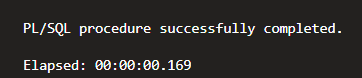 PL/SQL procedure successfully completed.
Elapsed: 00:00:00.169